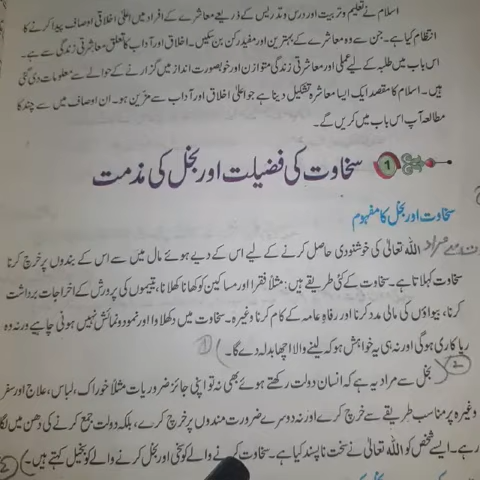 اسلام نے تعلیم و تربیت اور درس و تدریس کے ذریعے معاشرے کے افراد میں اعلیٰ اخلاقی اوصاف پیدا کرنے کا
انتظام کیا ہے۔ جن سے وہ معاشرے کے بہترین اور مفید رکن بن سکیں۔ اخلاق اور آداب کا تعلق معاشرتی زندگی سے ہے۔
اس باب میں طلبہ کے لیے عملی اور معاشرتی زندگی متوازن اور خوبصورت انداز میں گزارنے کے حوالے سے معلومات دی گئی
ہیں۔ اسلام کا مقصد ایک ایسا معاشرہ تشکیل دینا ہے جو اعلیٰ اخلاق اور آداب سے مزین ہو۔ ان اوصاف میں سے چند کا
مطالعہ آپ اس باب میں کریں گے۔
1 سخاوت کی فضیلت اور بخل کی مذمت
سخاوت اور بخل کا مفہوم
سے مراد اللہ تعالیٰ کی خوشنودی حاصل کرنے کے لیے اس کے دیے ہوئے مال میں سے اس کے بندوں پر خرچ کرنا
سخاوت کہلاتا ہے۔ سخاوت کے کئی طریقے ہیں: مثلاً فقرا اور مساکین کو کھانا کھلانا، یتیموں کی پرورش کے اخراجات برداشت
کرنا، بیواؤں کی مالی مدد کرنا اور رفاہِ عامہ کے کام کرنا وغیرہ۔ سخاوت میں دکھلاوا اور نمود و نمائش نہیں ہونی چاہیے ورنہ وہ
ریاکاری ہوگی اور نہ ہی یہ خواہش ہو کہ لینے والا اچھا بدلہ دے گا۔ 1
2 بخل سے مراد یہ ہے کہ انسان دولت رکھتے ہوئے بھی نہ تو اپنی جائز ضروریات مثلاً خوراک، لباس، علاج اور سفر
وغیرہ پر مناسب طریقے سے خرچ کرے اور نہ دوسرے ضرورت مندوں پر خرچ کرے، بلکہ دولت جمع کرنے کی دھن میں لگا
رہے۔ ایسے شخص کو اللہ تعالیٰ نے سخت ناپسند کیا ہے۔ سخاوت کرنے والے کو سخی اور بخل کرنے والے کو بخیل کہتے ہیں۔